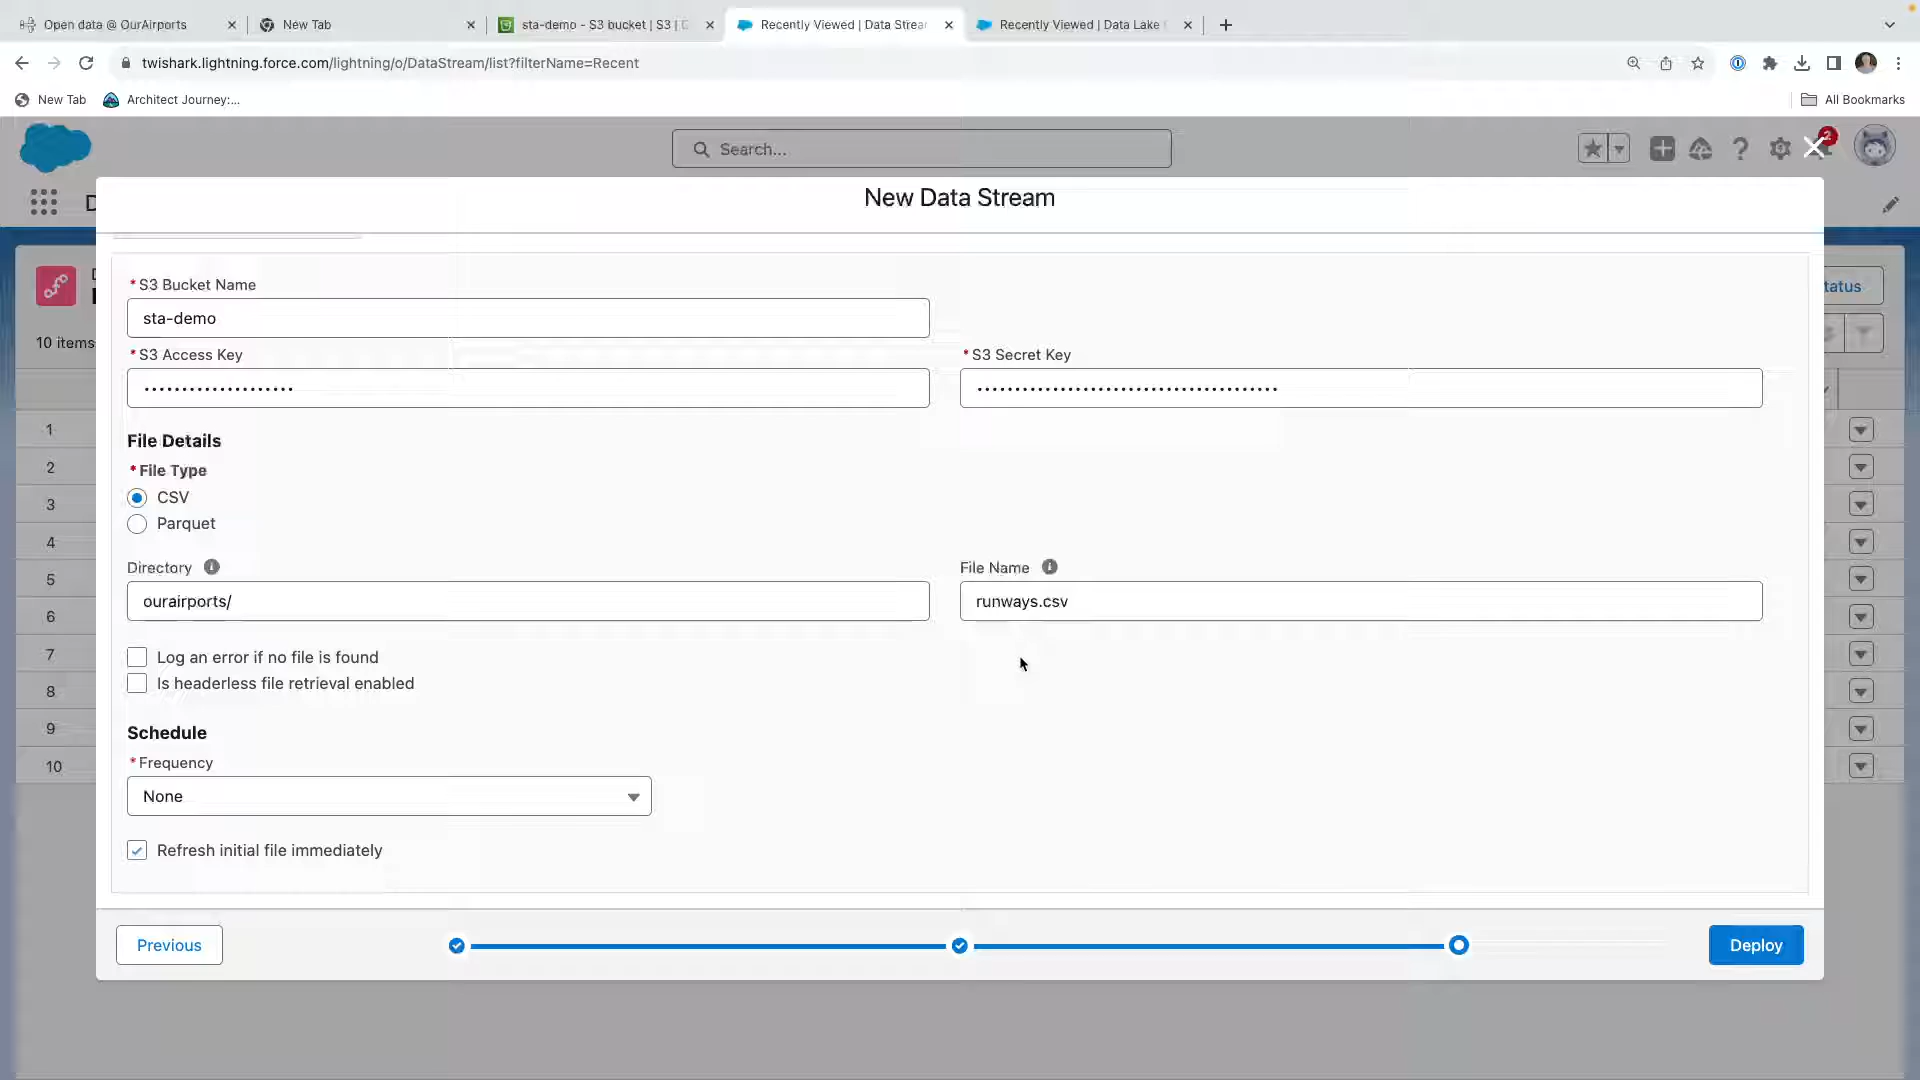 Open data @ OurAirports
New Tab
sta-demo - S3 bucket | S3 |
Recently Viewed | Data Strea
Recently Viewed | Data Lake
twishark.lightning.force.com/lightning/o/DataStream/list?filterName=Recent
New Tab
Architect Journey:...
All Bookmarks
Search...
2
D
New Data Stream
* S3 Bucket Name
sta-demo
tatus
10 items
* S3 Access Key
••••••••••••••••••••
* S3 Secret Key
••••••••••••••••••••••••••••••••••••••••
File Details
* File Type
CSV
Parquet
Directory
ourairports/
File Name
runways.csv
Log an error if no file is found
Is headerless file retrieval enabled
Schedule
* Frequency
None
Refresh initial file immediately
1
2
3
4
5
6
7
8
9
10
Previous
Deploy